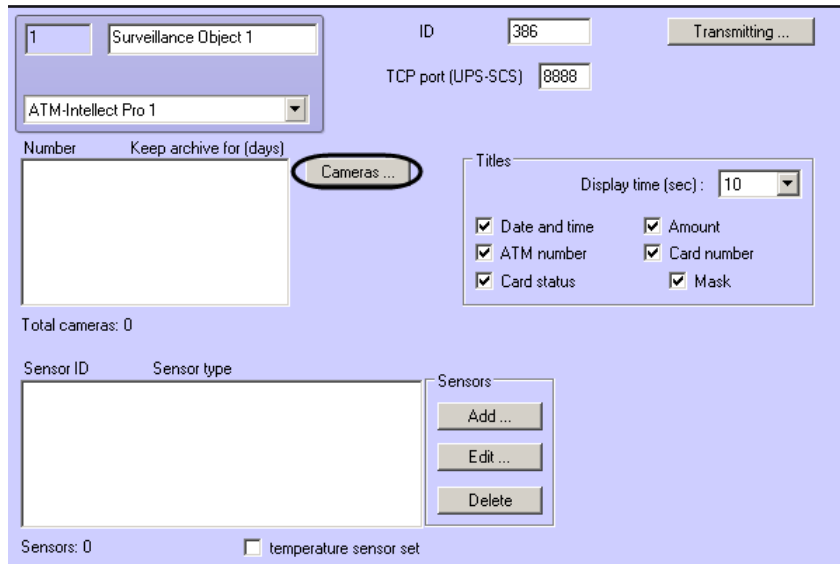 1 Surveillance Object 1 ID 386 Transmitting ...
TCP port (UPS-SCS) 8888
ATM-Intellect Pro 1
Number Keep archive for (days)
Cameras ...
Titles
Display time (sec) : 10
Date and time Amount
ATM number Card number
Card status Mask
Total cameras: 0
Sensor ID Sensor type
Sensors
Add ...
Edit ...
Delete
Sensors: 0 temperature sensor set